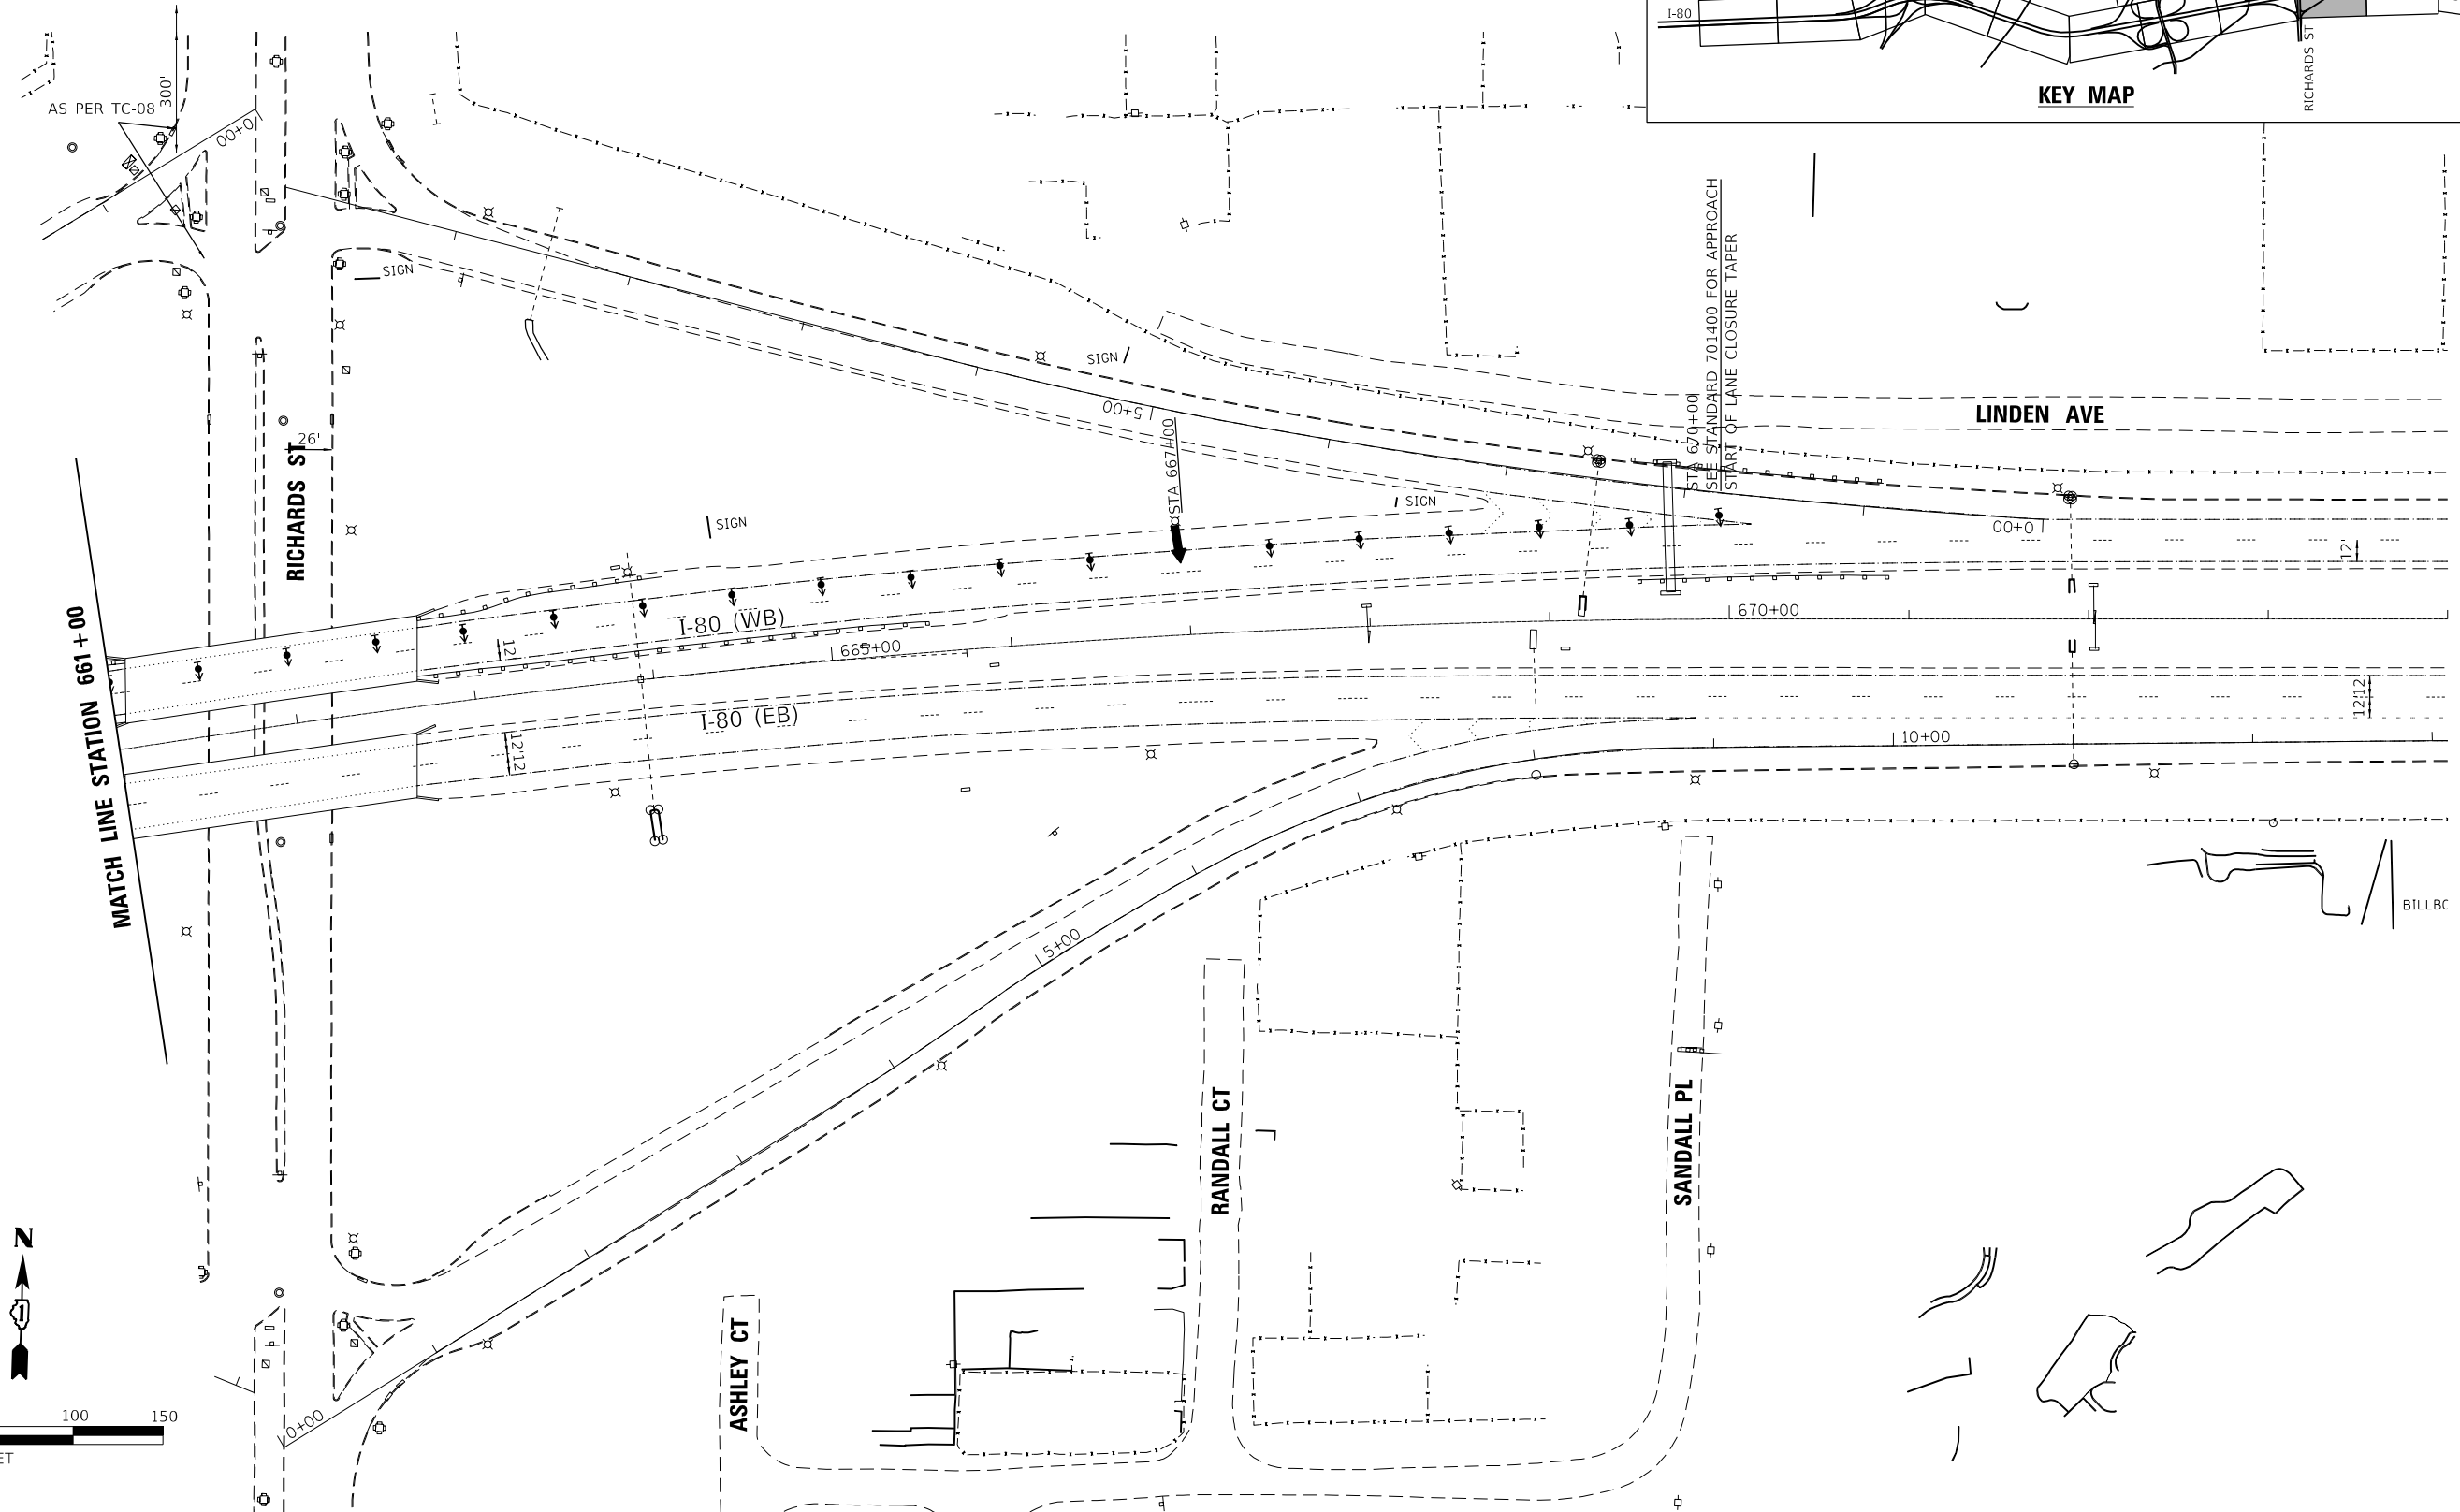 I-80
RICHARDS ST
KEY MAP
300'
AS PER TC-08
0+00
SIGN
SIGN
5+00
STA 667+00
STA 670+00
SEE STANDARD 701400 FOR APPROACH
START OF LANE CLOSURE TAPER
LINDEN AVE
26'
RICHARDS ST
SIGN
SIGN
0+00
12'
I-80 (WB)
12'
670+00
665+00
MATCH LINE STATION 661+00
I-80 (EB)
12'12'
12'12'
10+00
BILLBO
5+00
RANDALL CT
SANDALL PL
N
ASHLEY CT
0+00
100 150
ET